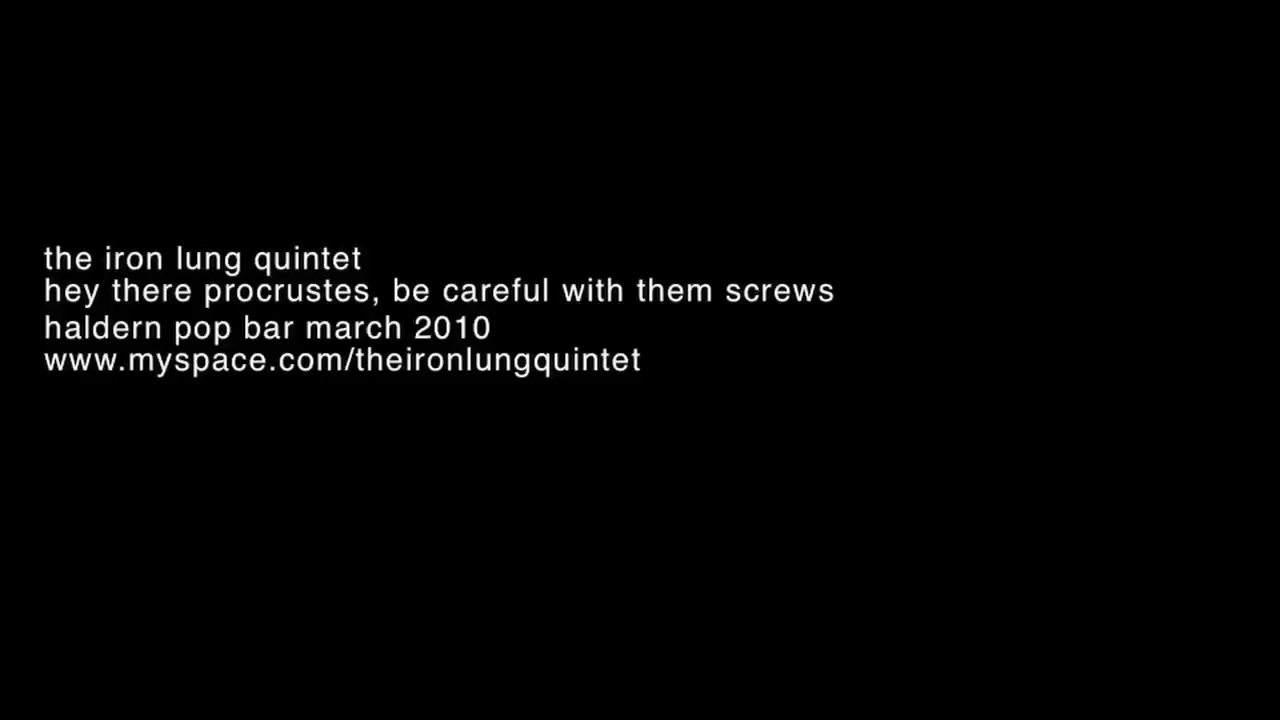 the iron lung quintet
hey there procrustes, be careful with them screws
haldern pop bar march 2010
www.myspace.com/theironlungquintet